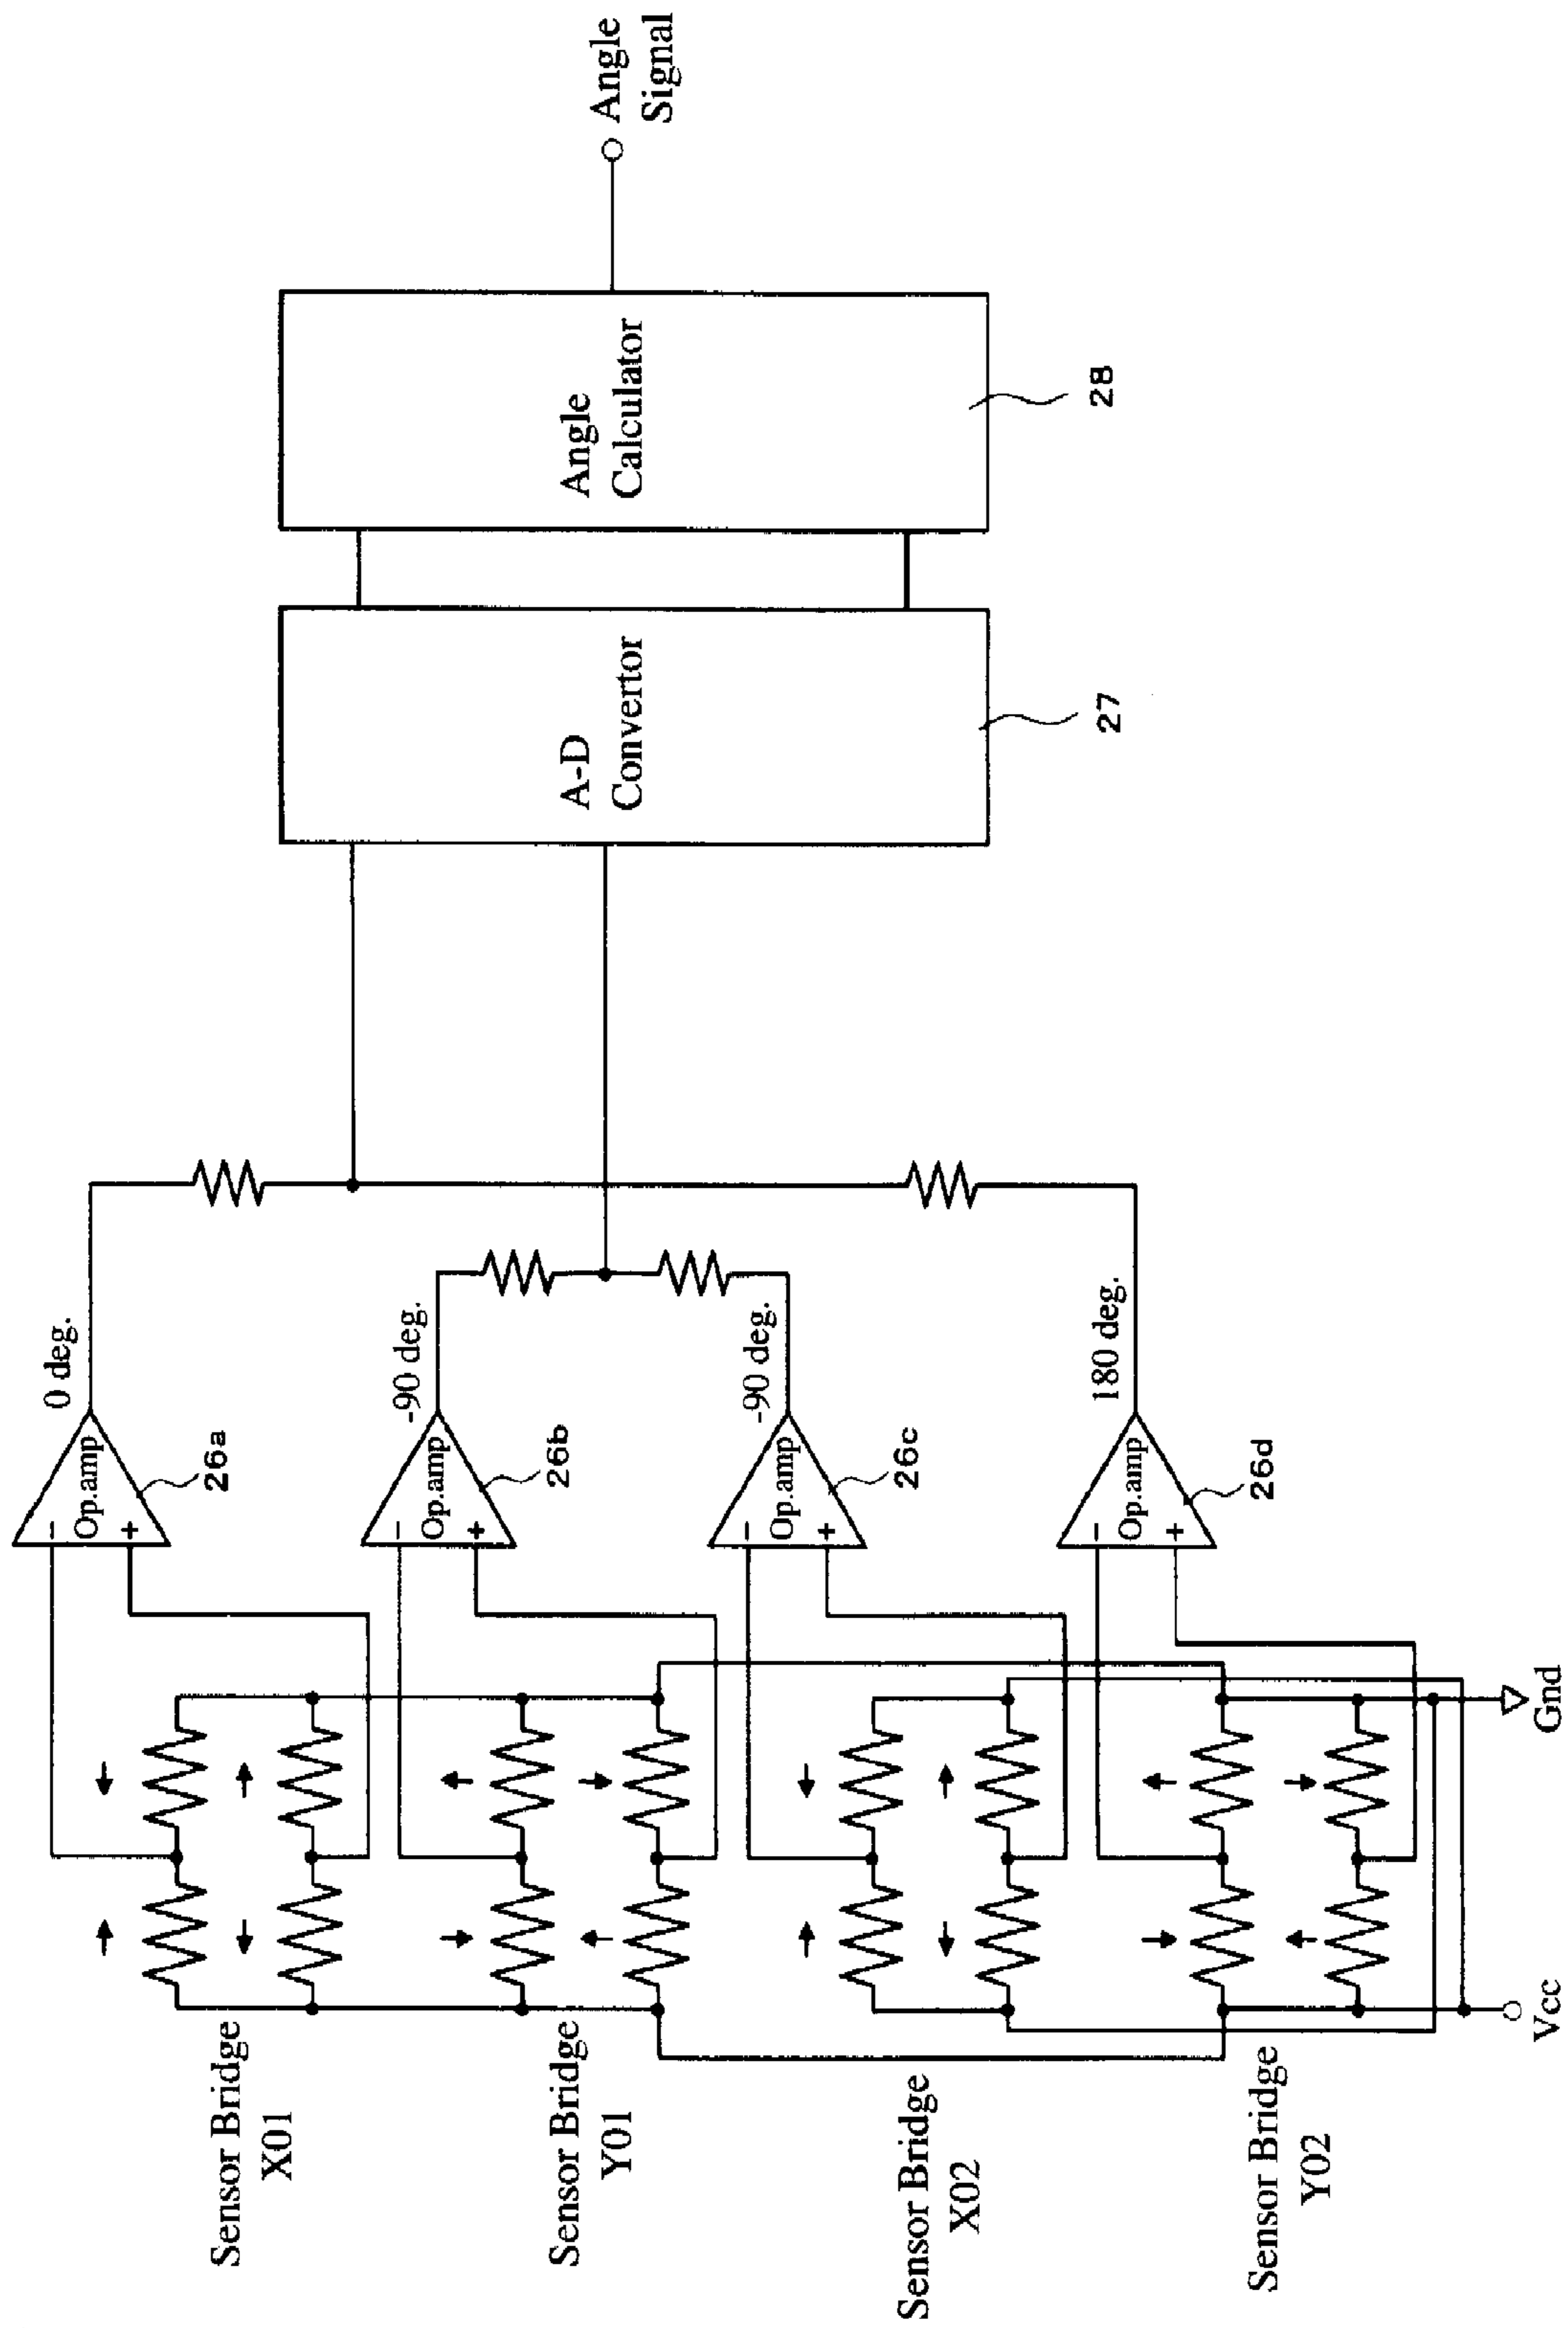 Sensor Bridge
X01
Sensor Bridge
Y01
Sensor Bridge
X02
Sensor Bridge
Y02
Vcc
Gnd
-
+
Op.amp
26a
0 deg.
-
+
Op.amp
26b
-90 deg.
-
+
Op.amp
26c
-90 deg.
-
+
Op.amp
26d
180 deg.
A-D
Convertor
27
Angle
Calculator
28
Angle
Signal